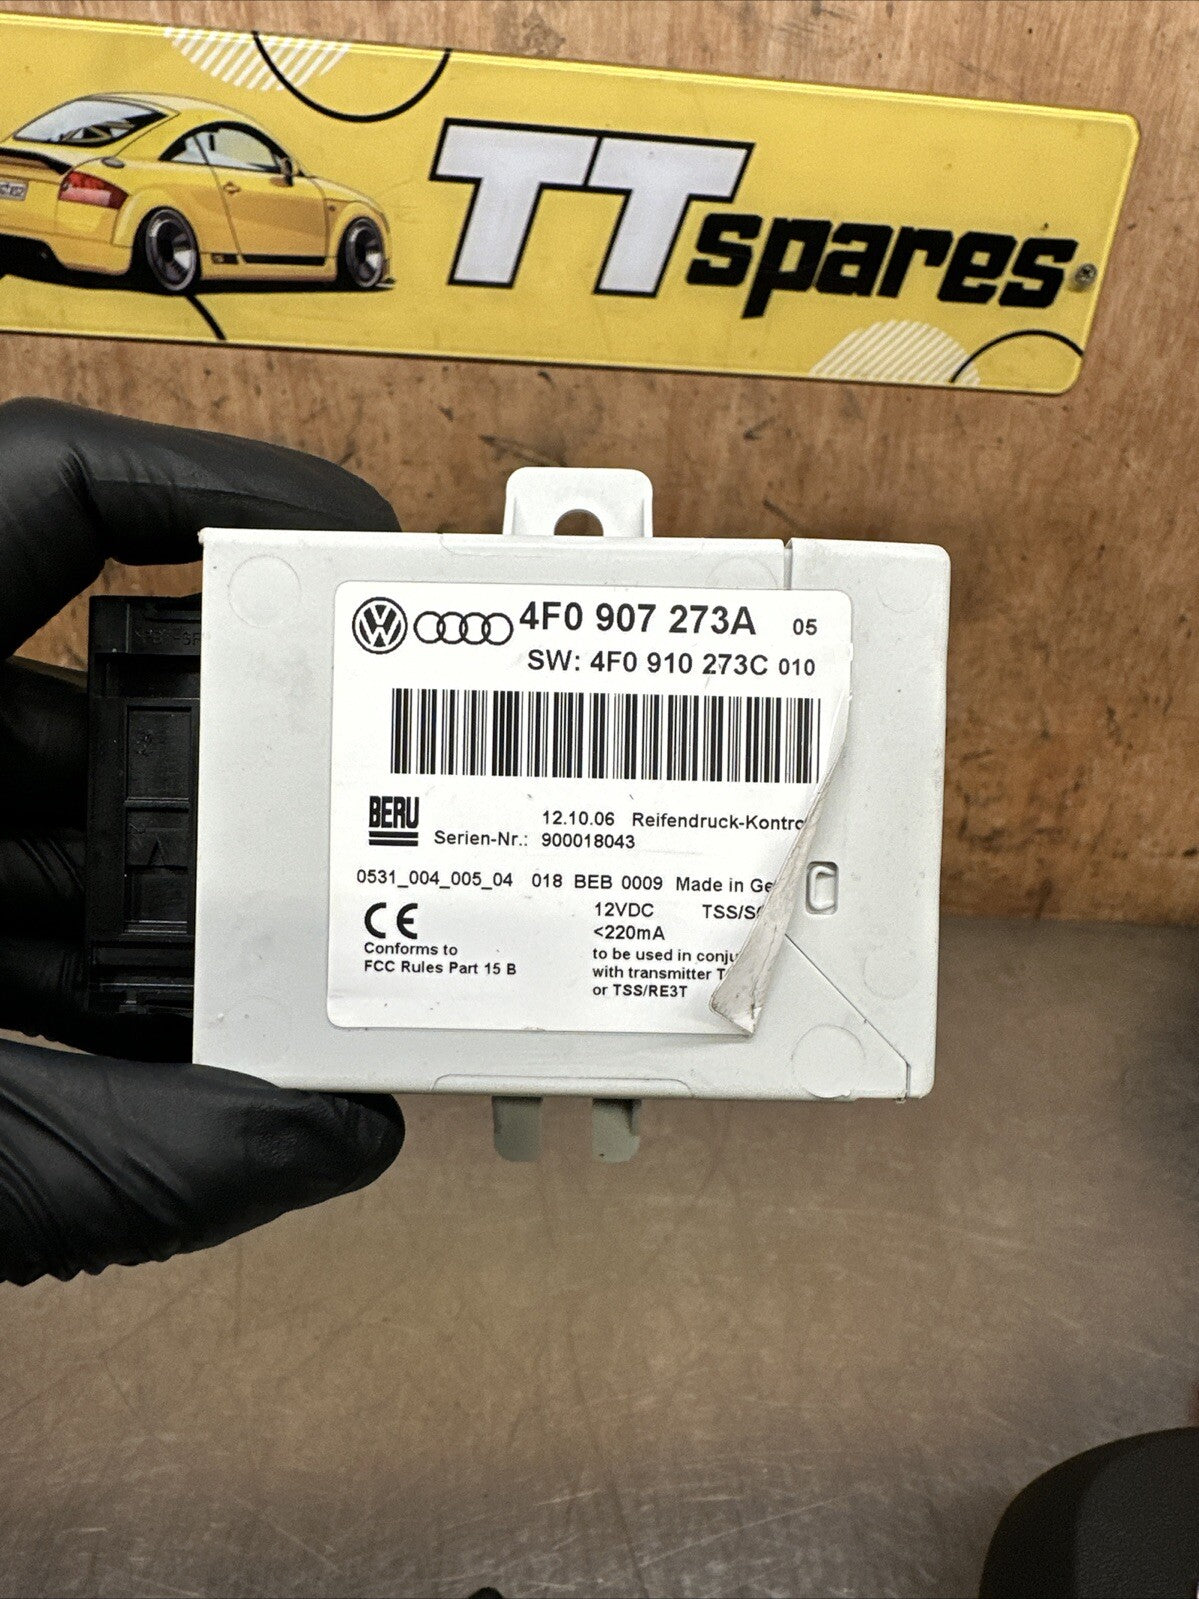 TT spares
4F0 907 273A 05
SW: 4F0 910 273C 010
BERU
12.10.06 Reifendruck-Kontro
Serien-Nr.: 900018043
0531_004_005_04 018 BEB 0009 Made in Ge
CE
12VDC TSS/S
<220mA
Conforms to
FCC Rules Part 15 B
to be used in conju
with transmitter T
or TSS/RE3T